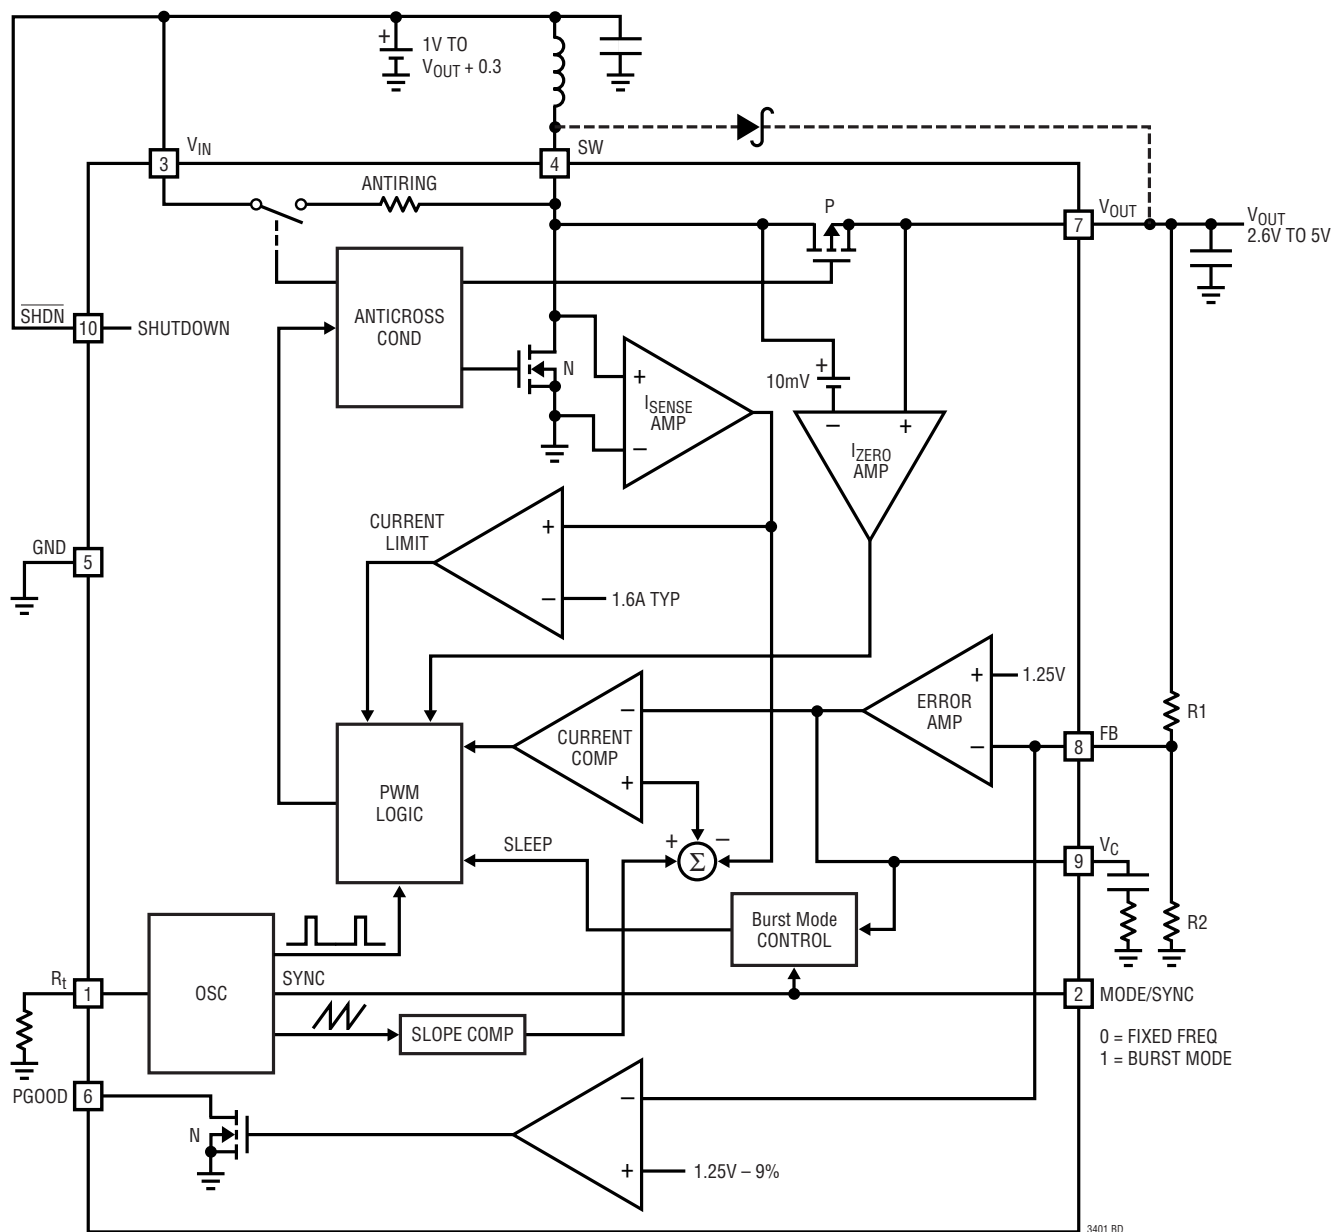 +
1V TO
VOUT + 0.3
VIN
3
4
SW
ANTIRING
P
7
VOUT
VOUT
2.6V TO 5V
SHDN
10
SHUTDOWN
ANTICROSS
COND
N
+
ISENSE
AMP
–
+
10mV
–
+
IZERO
AMP
CURRENT
LIMIT
+
–
1.6A TYP
GND
5
+
1.25V
ERROR
AMP
–
R1
FB
8
–
CURRENT
COMP
+
PWM
LOGIC
SLEEP
+
–
Σ
VC
9
R2
Burst Mode
CONTROL
OSC
Rt
1
SYNC
2
MODE/SYNC
0 = FIXED FREQ
1 = BURST MODE
SLOPE COMP
PGOOD
6
N
–
+
1.25V – 9%
3401 BD